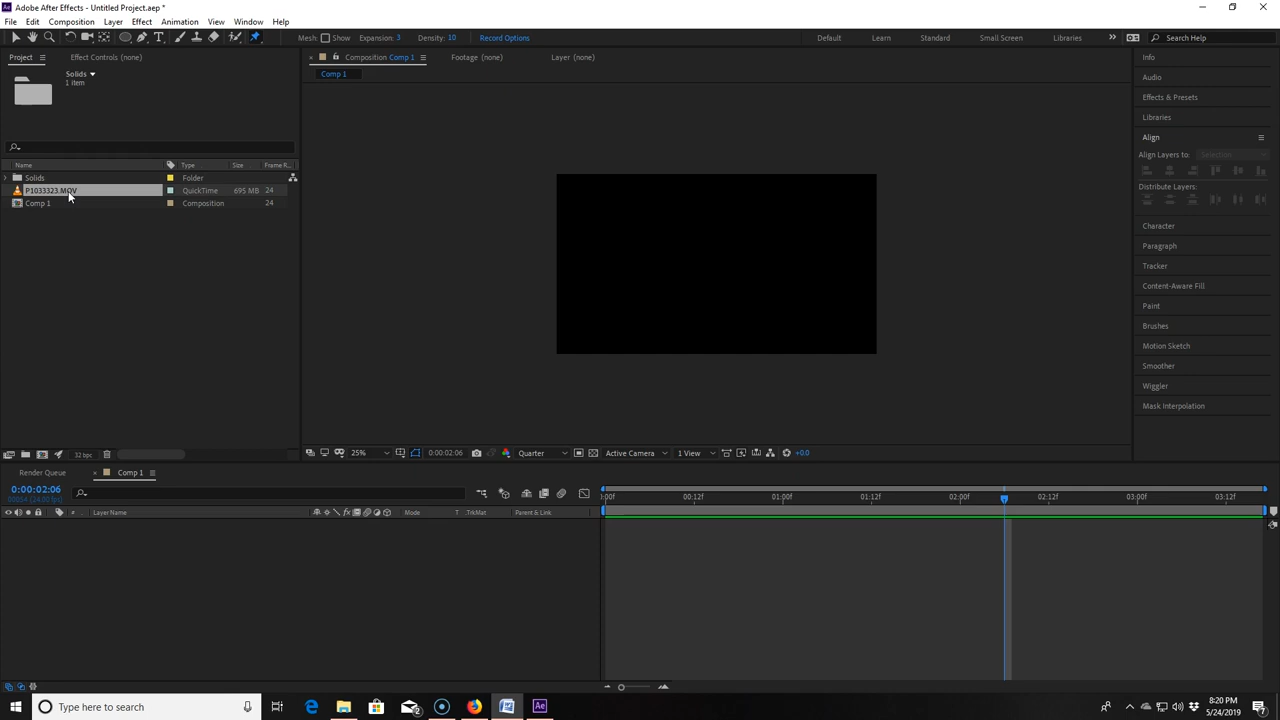 Adobe After Effects - Untitled Project.aep *
File Edit Composition Layer Effect Animation View Window Help
Mesh: Show Expansion: 3 Density: 10 Record Options Default Learn Standard Small Screen Libraries Search Help
Project Effect Controls (none) Composition Comp 1 Footage (none) Layer (none) Info
Solids
1 item
Comp 1
Audio
Effects & Presets
Libraries
Align
Align Layers to: Selection
Distribute Layers:
Name Type Size Frame R...
Solids Folder
P1033323.MOV QuickTime 695 MB 24
Comp 1 Composition 24
Character
Paragraph
Tracker
Content-Aware Fill
Paint
Brushes
Motion Sketch
Smoother
Wiggler
Mask Interpolation
32 bpc 25% 0:00:02:06 Quarter Active Camera 1 View +0.0
Render Queue Comp 1
0:00:02:06
00054 (24.00 fps)
:00f 00:12f 01:00f 01:12f 02:00f 02:12f 03:00f 03:12f
# Layer Name Mode T .TrkMat Parent & Link
Type here to search
8:20 PM
5/24/2019